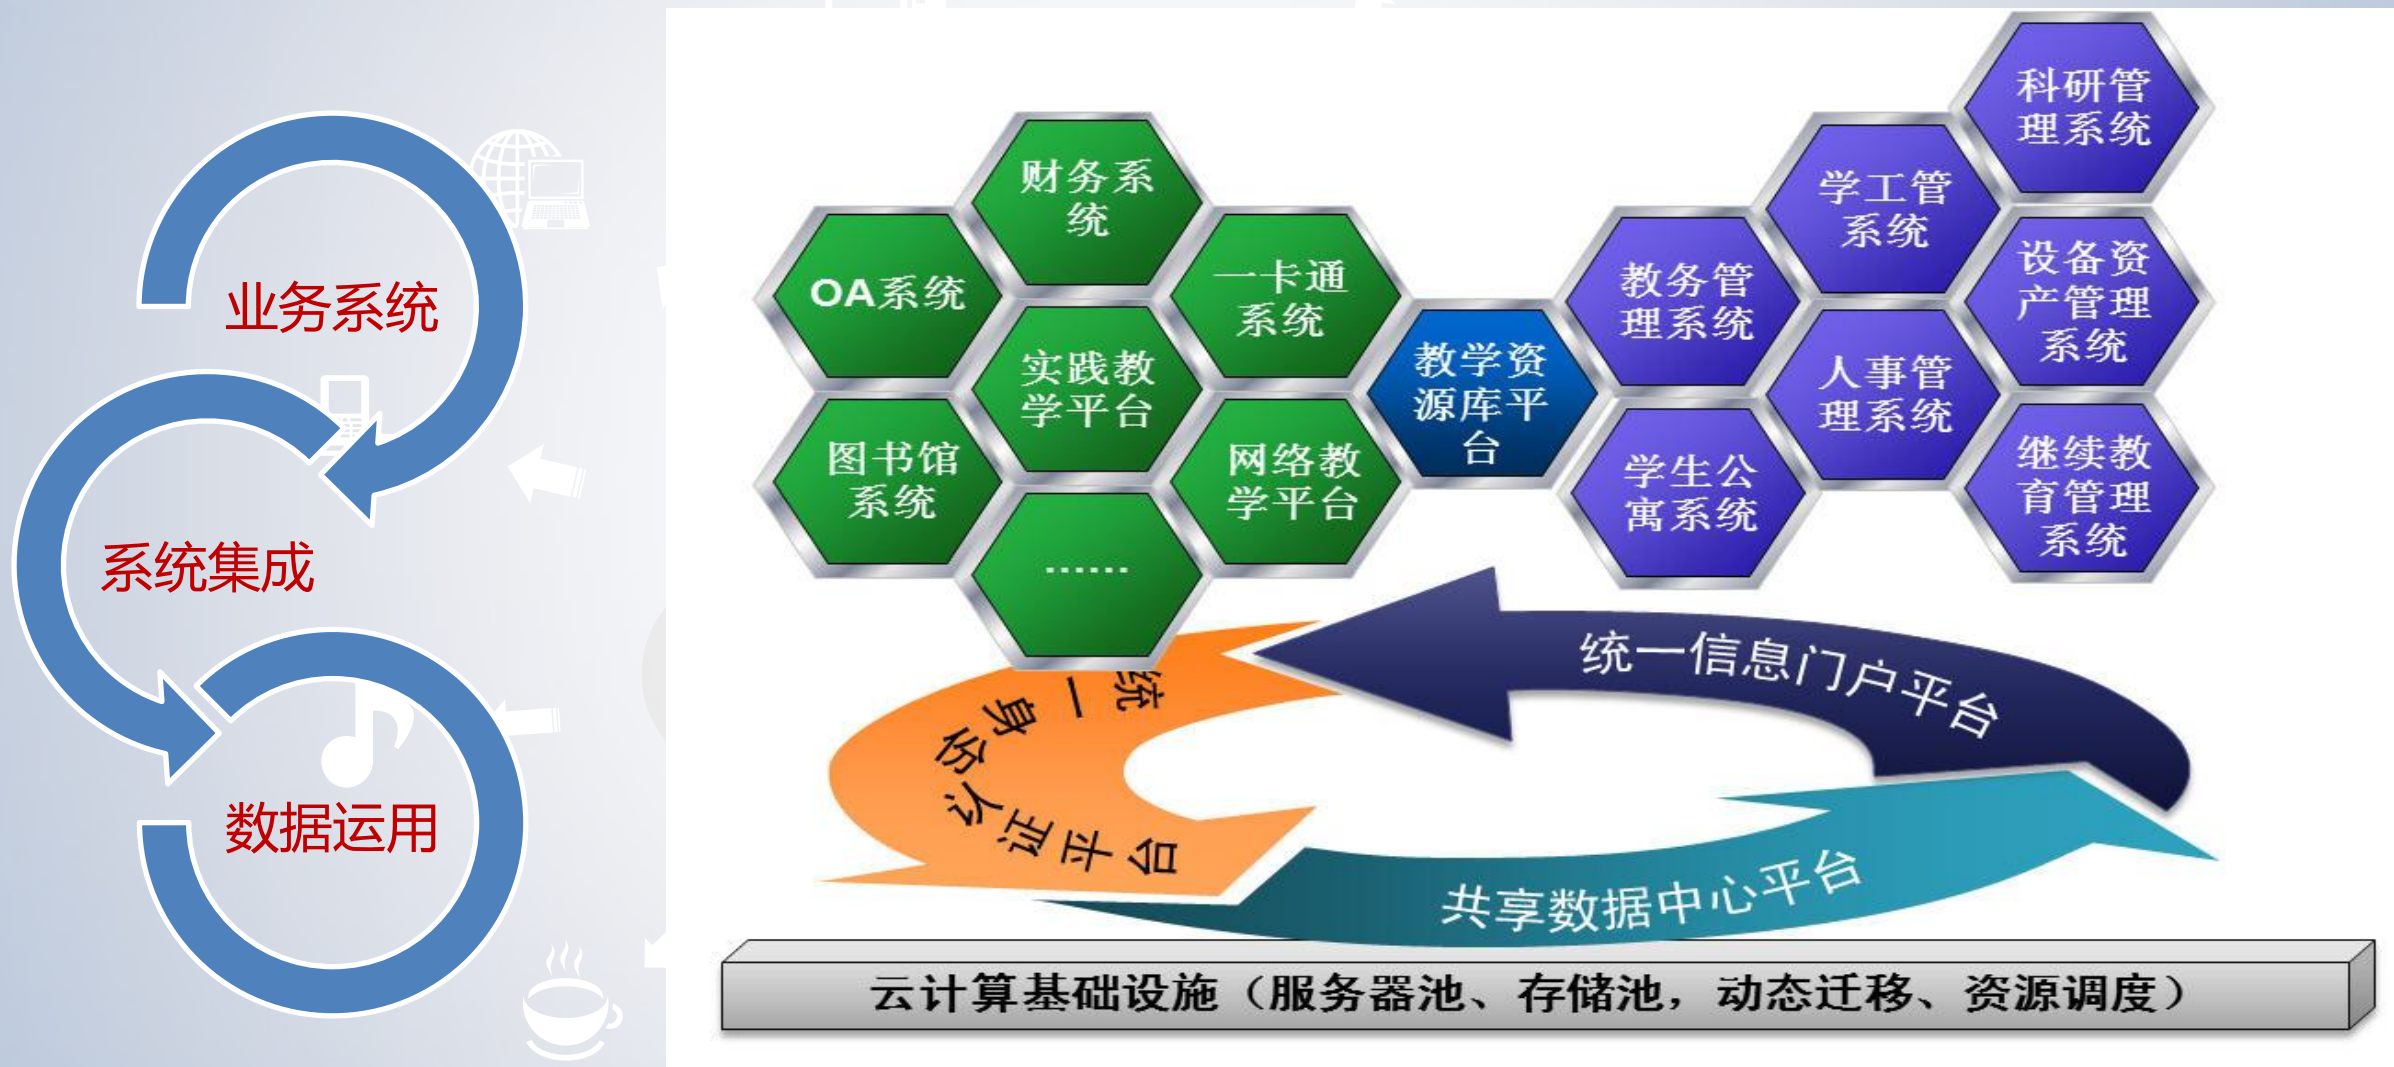 业务系统
系统集成
数据运用
财务系
统
OA系统
一卡通
系统
实践教
学平台
图书馆
系统
网络教
学平台
......
教学资
源库平
台
科研管
理系统
学工管
系统
教务管
理系统
设备资
产管理
系统
人事管
理系统
学生公
寓系统
继续教
育管理
系统
统一信息门户平台
统一身份认证平台
共享数据中心平台
云计算基础设施（服务器池、存储池，动态迁移、资源调度）